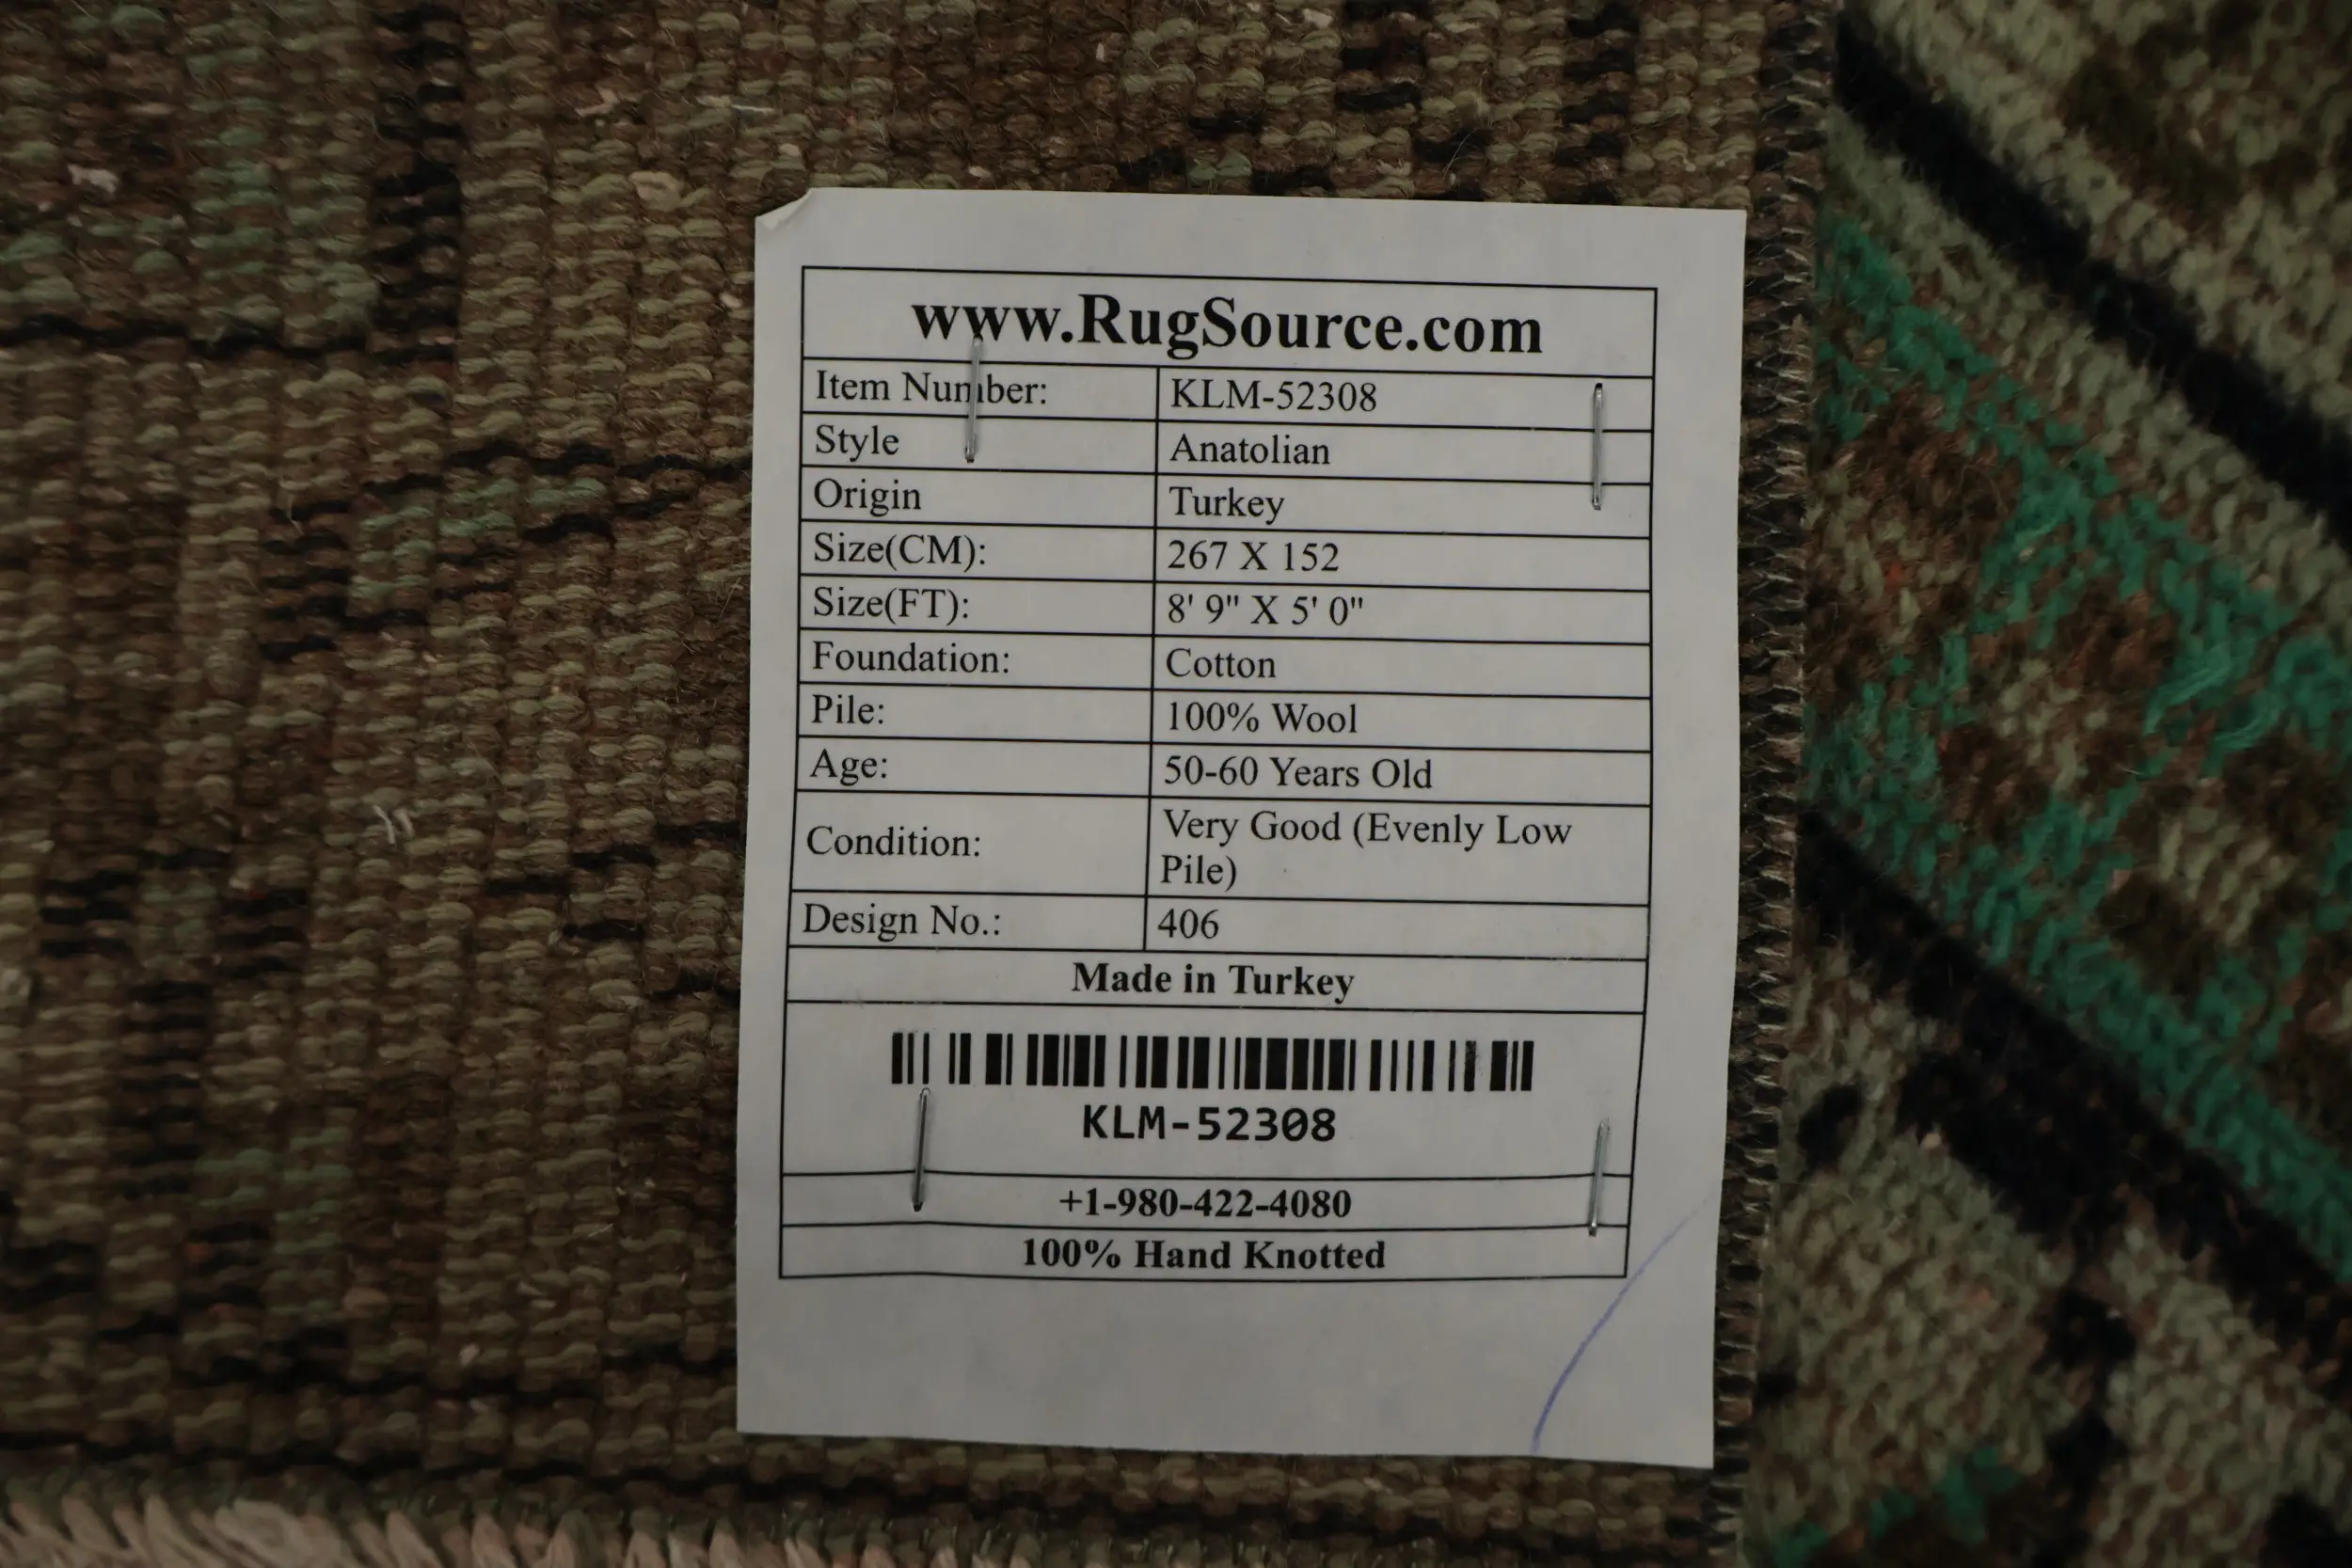 www.RugSource.com
Item Number: KLM-52308
Style Anatolian
Origin Turkey
Size(CM): 267 X 152
Size(FT): 8' 9" X 5' 0"
Foundation: Cotton
Pile: 100% Wool
Age: 50-60 Years Old
Condition: Very Good (Evenly Low
Pile)
Design No.: 406
Made in Turkey
KLM-52308
+1-980-422-4080
100% Hand Knotted